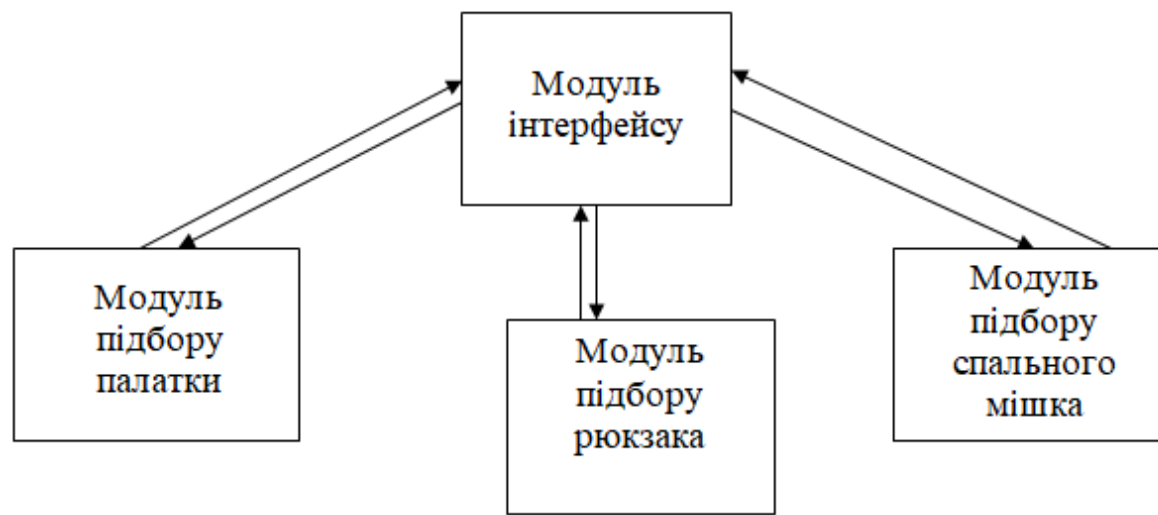 Модуль
інтерфейсу
Модуль
підбору
палатки
Модуль
підбору
рюкзака
Модуль
підбору
спального
мішка